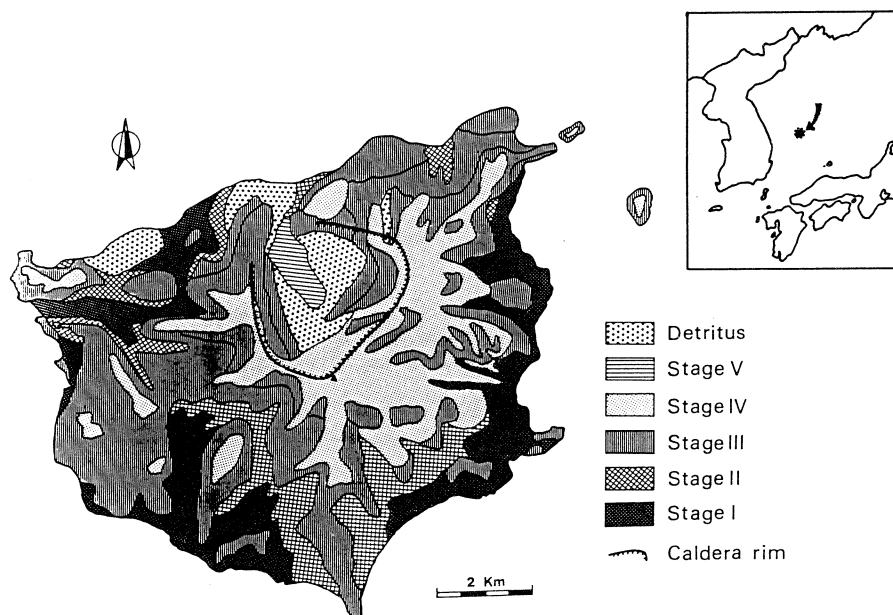 Detritus
Stage V
Stage IV
Stage III
Stage II
Stage I
Caldera rim
2 Km